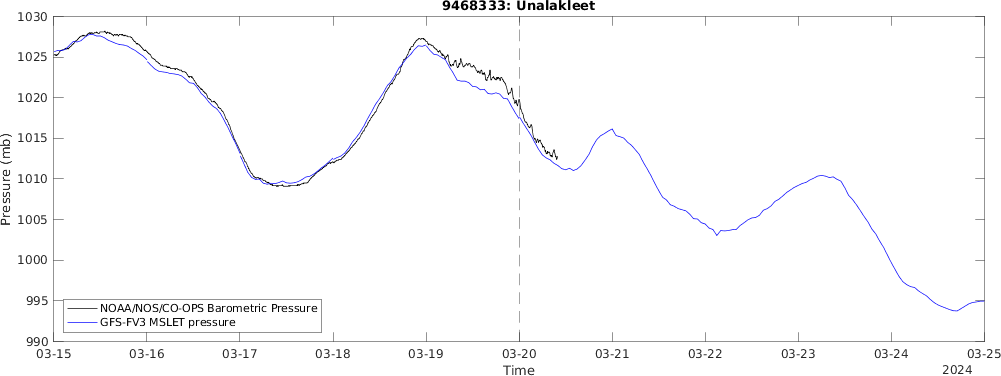 9468333: Unalakleet
1030
1025
1020
1015
1010
1005
1000
995
990
Pressure (mb)
NOAA/NOS/CO-OPS Barometric Pressure
GFS-FV3 MSLET pressure
03-15 03-16 03-17 03-18 03-19 03-20 03-21 03-22 03-23 03-24 03-25
Time
2024